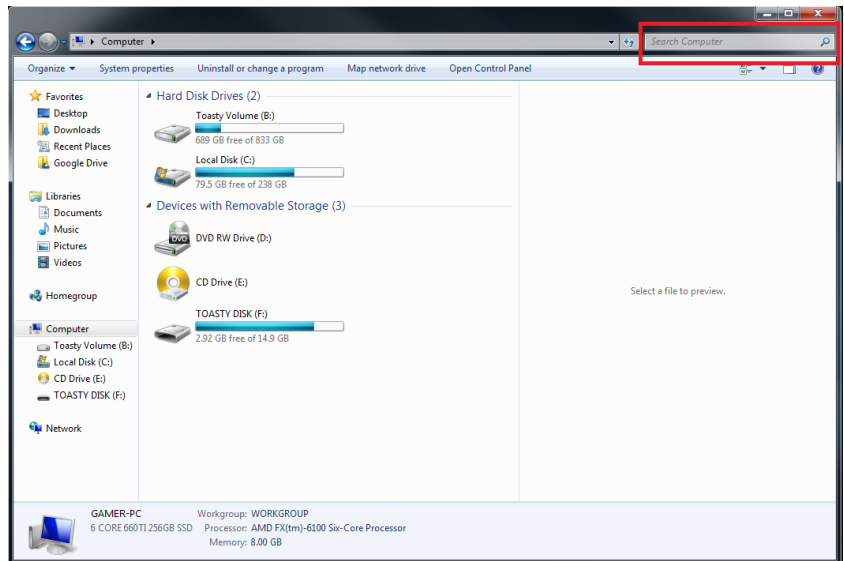 Computer
Search Computer
Organize
System properties
Uninstall or change a program
Map network drive
Open Control Panel
Favorites
Desktop
Downloads
Recent Places
Google Drive
Libraries
Documents
Music
Pictures
Videos
Homegroup
Computer
Toasty Volume (B:)
Local Disk (C:)
CD Drive (E:)
TOASTY DISK (F:)
Network
Hard Disk Drives (2)
Toasty Volume (B:)
689 GB free of 833 GB
Local Disk (C:)
79.5 GB free of 238 GB
Devices with Removable Storage (3)
DVD
DVD RW Drive (D:)
CD Drive (E:)
TOASTY DISK (F:)
2.92 GB free of 14.9 GB
Select a file to preview.
GAMER-PC
6 CORE 660TI 256GB SSD
Workgroup: WORKGROUP
Processor: AMD FX(tm)-6100 Six-Core Processor
Memory: 8.00 GB